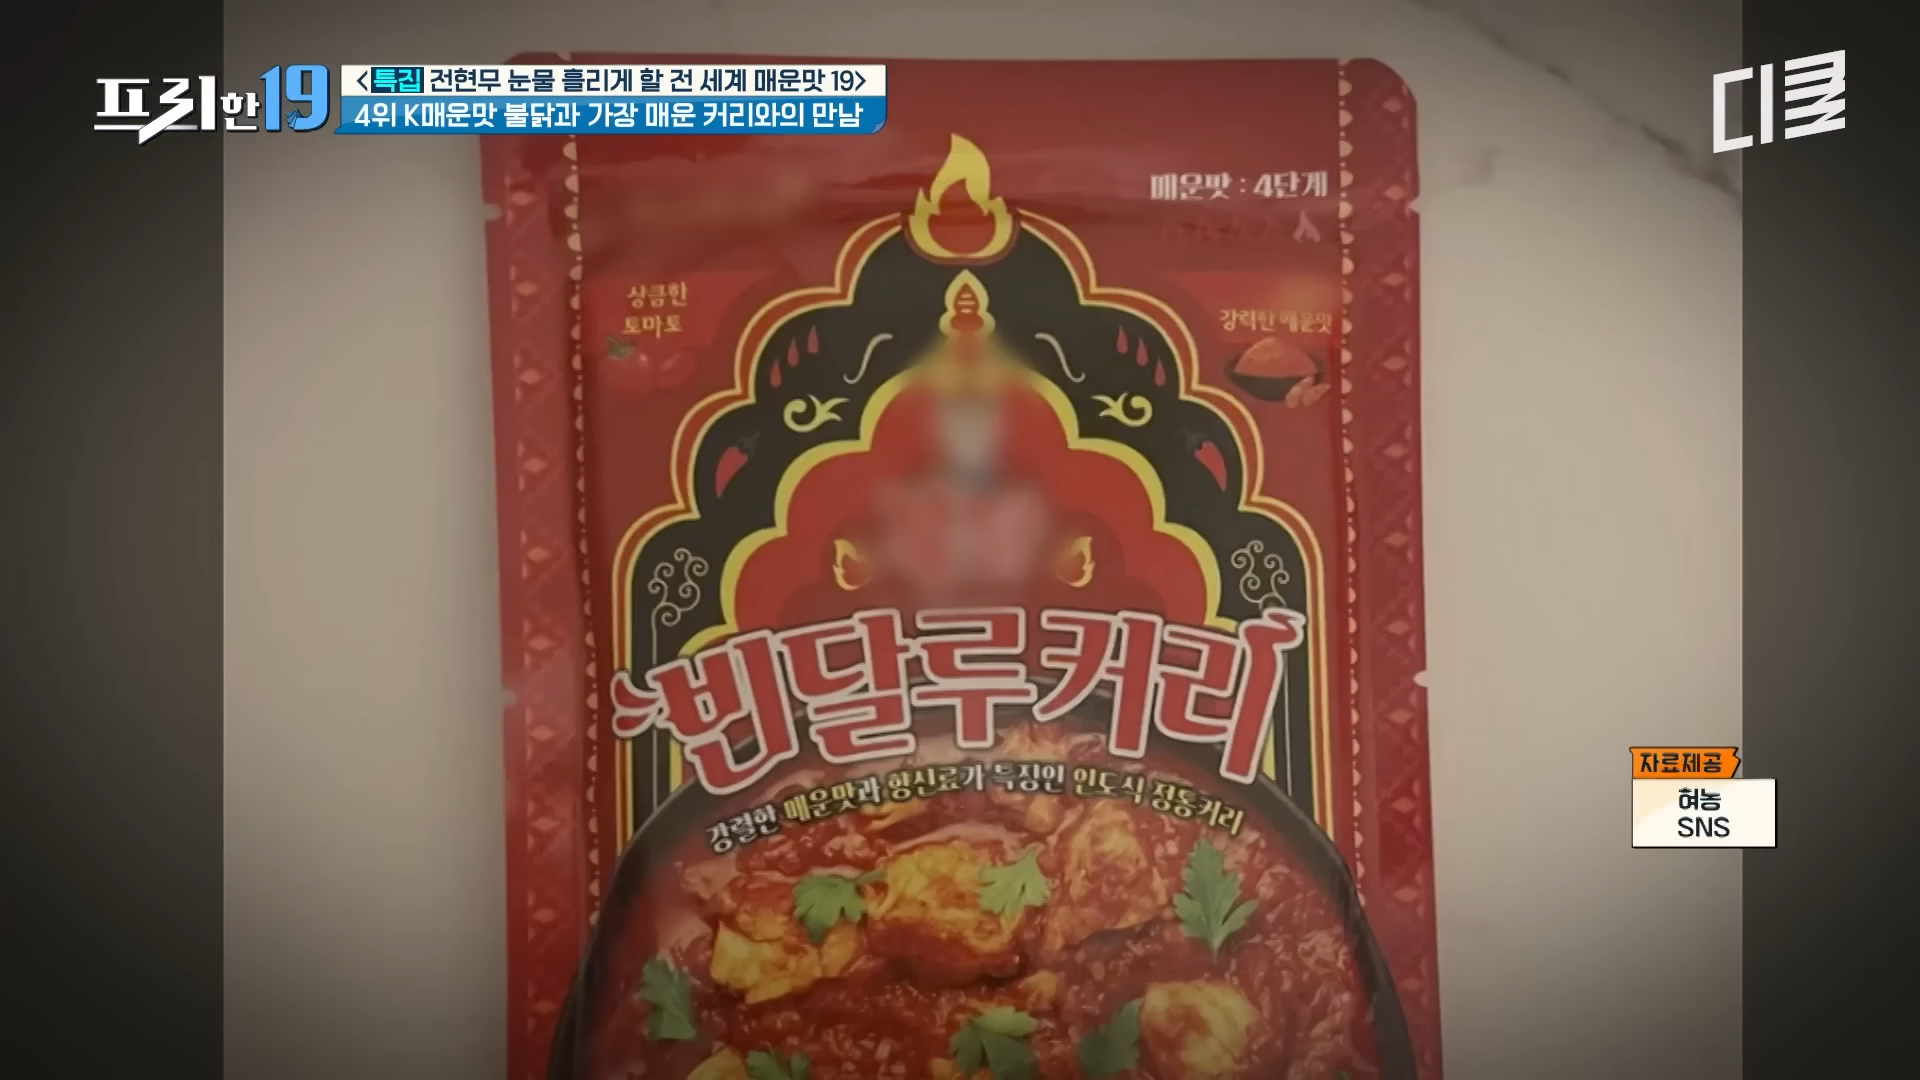 프리한19
<특집 전현무 눈물 흘리게 할 전 세계 매운맛 19>
4위 K매운맛 불닭과 가장 매운 커리와의 만남
디글
매운맛 : 4단계
상큼한
토마토
강력한 매운맛
빈달루커리
강렬한 매운맛과 향신료가 특징인 인도식 정통커리
자료제공
혀농
SNS